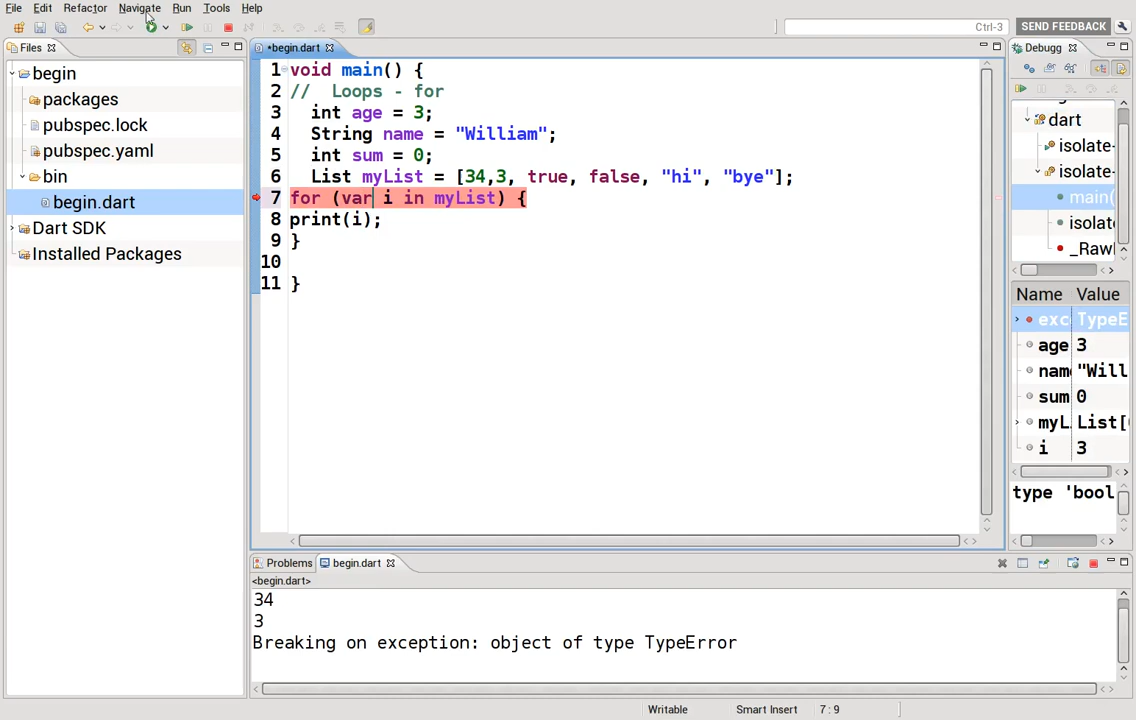 File Edit Refactor Navigate Run Tools Help
Ctrl-3 SEND FEEDBACK
Files
*begin.dart
Debugg
begin
packages
pubspec.lock
pubspec.yaml
bin
begin.dart
Dart SDK
Installed Packages
1 void main() {
2 // Loops - for
3 int age = 3;
4 String name = "William";
5 int sum = 0;
6 List myList = [34,3, true, false, "hi", "bye"];
7 for (var i in myList) {
8 print(i);
9 }
10
11 }
dart
isolate-
isolate-
main(
isolat
_Rawl
Name Value
exc TypeE
age 3
nam "Will
sum 0
myL List[
i 3
type 'bool
Problems begin.dart
<begin.dart>
34
3
Breaking on exception: object of type TypeError
Writable Smart Insert 7 : 9